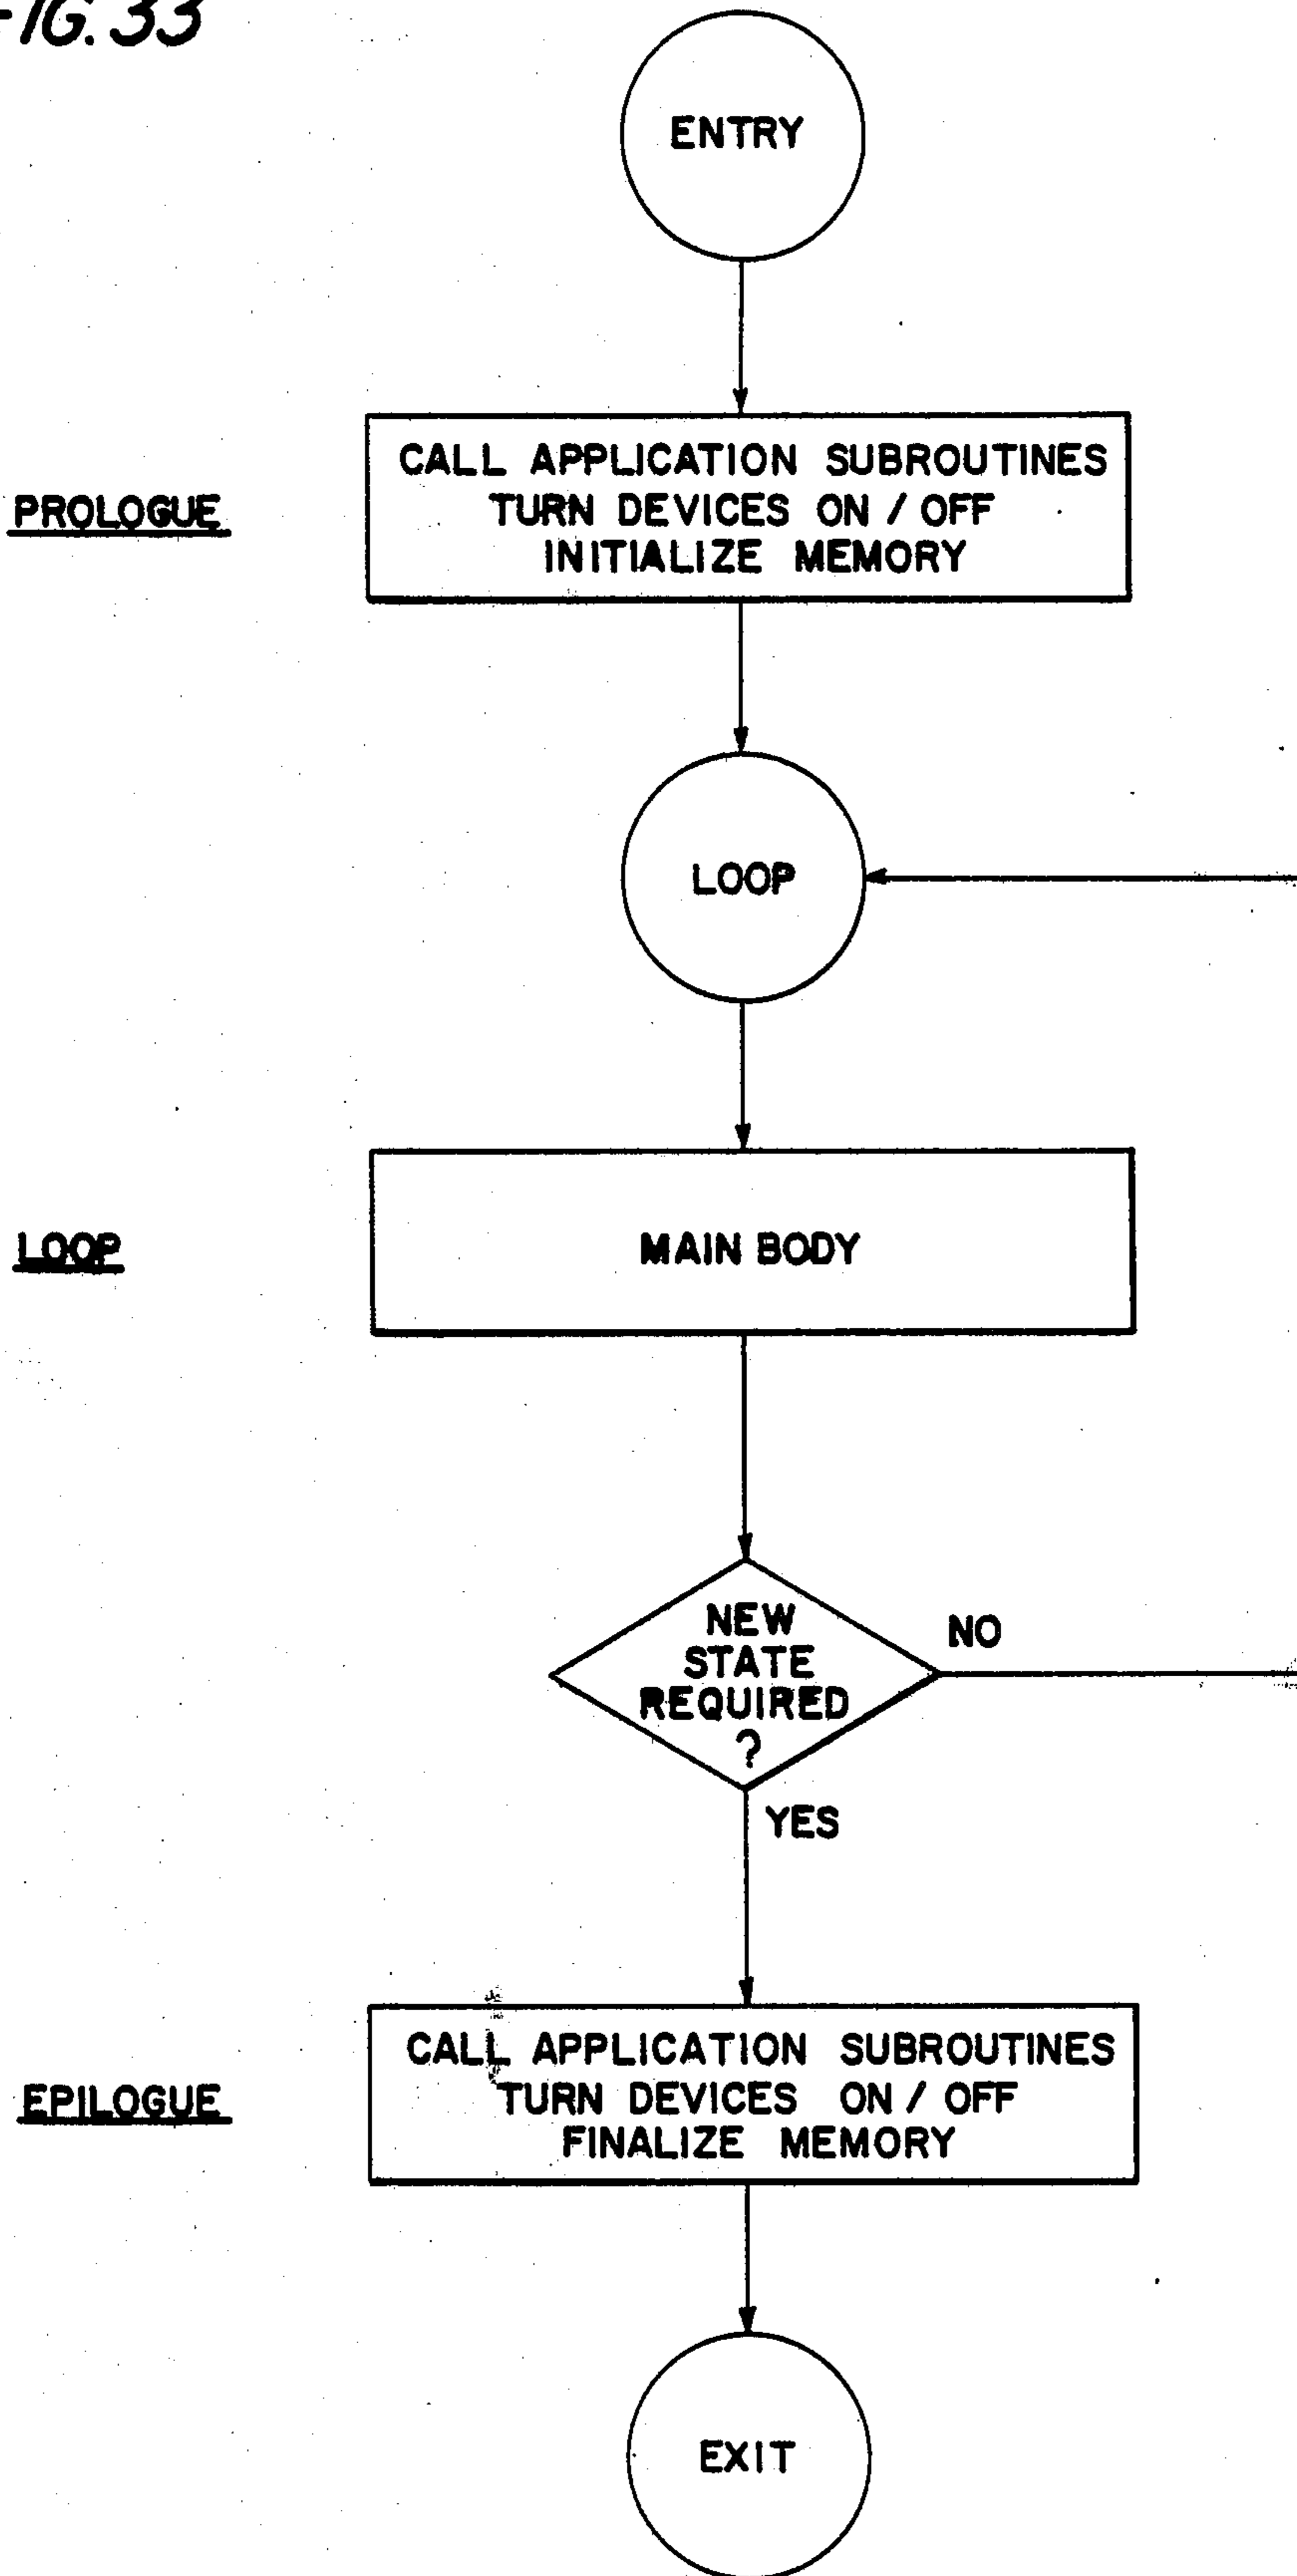 FIG. 33
ENTRY
PROLOGUE
CALL APPLICATION SUBROUTINES
TURN DEVICES ON / OFF
INITIALIZE MEMORY
LOOP
LOOP
MAIN BODY
NEW
STATE
REQUIRED
?
NO
YES
EPILOGUE
CALL APPLICATION SUBROUTINES
TURN DEVICES ON / OFF
FINALIZE MEMORY
EXIT